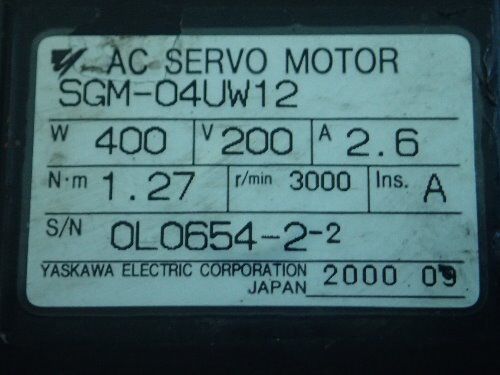 AC SERVO MOTOR
SGM-04UW12
W 400 V 200 A 2.6
N·m 1.27 r/min 3000 Ins. A
S/N 0L0654-2-2
YASKAWA ELECTRIC CORPORATION
JAPAN 2000 09